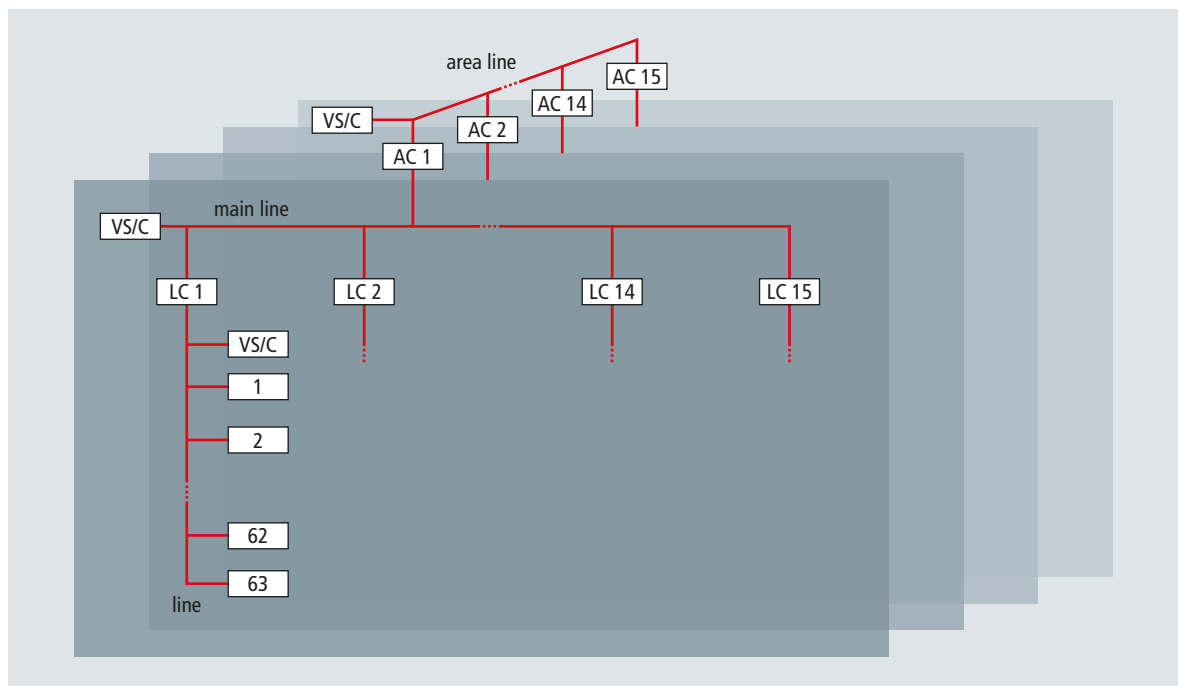 area line
AC 15
AC 14
VS/C
AC 2
AC 1
main line
VS/C
LC 1
LC 2
LC 14
LC 15
VS/C
1
2
62
63
line